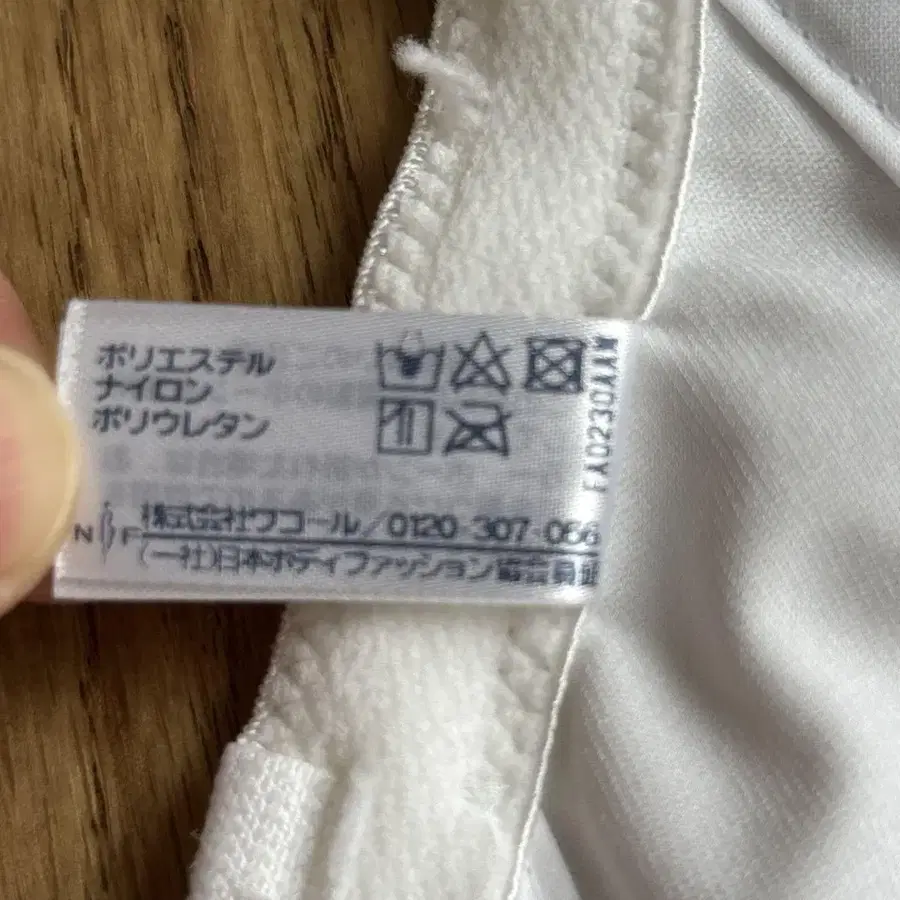 ポリエステル
ナイロン
ポリウレタン
FA0230AAW
株式会社ワコール/0120-307-056
(一社)日本ボディファッション協会員証
N F